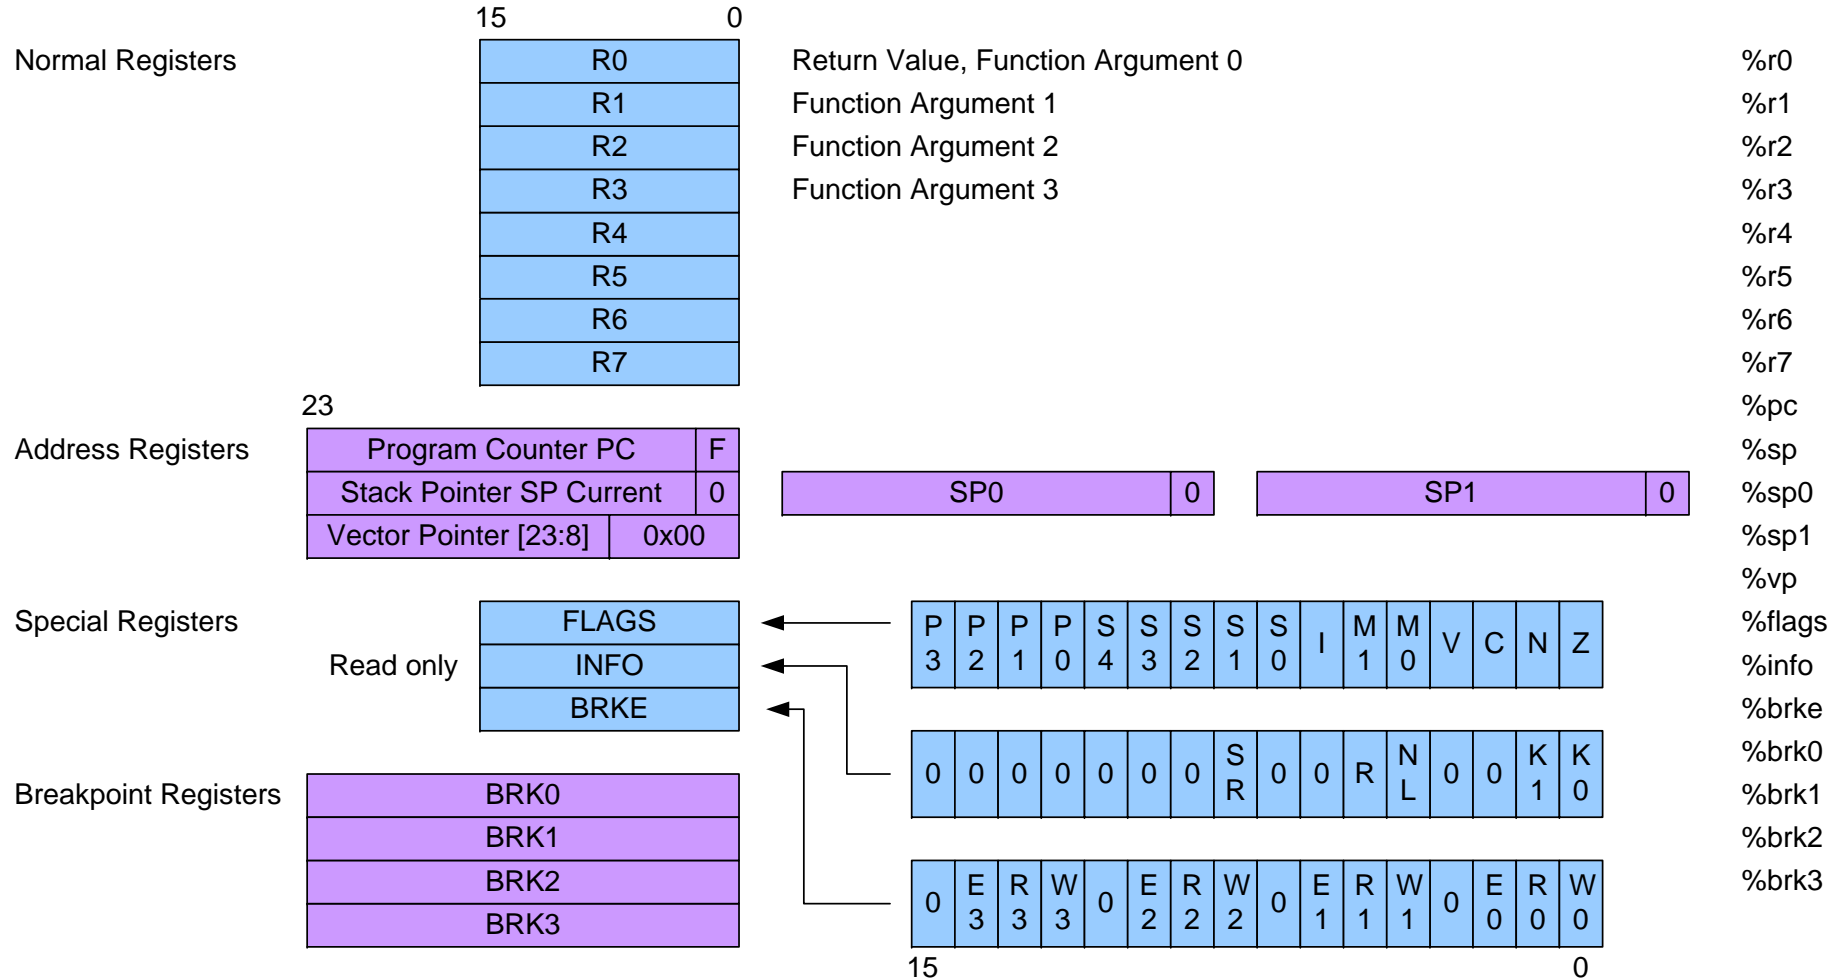 15 0
Normal Registers R0 Return Value, Function Argument 0 %r0
R1 Function Argument 1 %r1
R2 Function Argument 2 %r2
R3 Function Argument 3 %r3
R4 %r4
R5 %r5
R6 %r6
R7 %r7
23 %pc
Address Registers Program Counter PC F %sp
Stack Pointer SP Current 0 SP0 0 SP1 0 %sp0
Vector Pointer [23:8] 0x00 %sp1
%vp
Special Registers FLAGS P3 P2 P1 P0 S4 S3 S2 S1 S0 I M1 M0 V C N Z %flags
Read only INFO %info
BRKE %brke
0 0 0 0 0 0 0 SR 0 0 R NL 0 0 K1 K0 %brk0
Breakpoint Registers BRK0 %brk1
BRK1 %brk2
BRK2 0 E3 R3 W3 0 E2 R2 W2 0 E1 R1 W1 0 E0 R0 W0 %brk3
BRK3
15 0